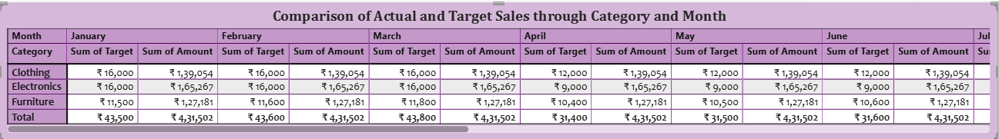 Comparison of Actual and Target Sales through Category and Month
Month January February March April May June Jul
Category Sum of Target Sum of Amount Sum of Target Sum of Amount Sum of Target Sum of Amount Sum of Target Sum of Amount Sum of Target Sum of Amount Sum of Target Sum of Amount Su
Clothing ₹ 16,000 ₹ 1,39,054 ₹ 16,000 ₹ 1,39,054 ₹ 16,000 ₹ 1,39,054 ₹ 12,000 ₹ 1,39,054 ₹ 12,000 ₹ 1,39,054 ₹ 12,000 ₹ 1,39,054
Electronics ₹ 16,000 ₹ 1,65,267 ₹ 16,000 ₹ 1,65,267 ₹ 16,000 ₹ 1,65,267 ₹ 9,000 ₹ 1,65,267 ₹ 9,000 ₹ 1,65,267 ₹ 9,000 ₹ 1,65,267
Furniture ₹ 11,500 ₹ 1,27,181 ₹ 11,600 ₹ 1,27,181 ₹ 11,800 ₹ 1,27,181 ₹ 10,400 ₹ 1,27,181 ₹ 10,500 ₹ 1,27,181 ₹ 10,600 ₹ 1,27,181
Total ₹ 43,500 ₹ 4,31,502 ₹ 43,600 ₹ 4,31,502 ₹ 43,800 ₹ 4,31,502 ₹ 31,400 ₹ 4,31,502 ₹ 31,500 ₹ 4,31,502 ₹ 31,600 ₹ 4,31,502